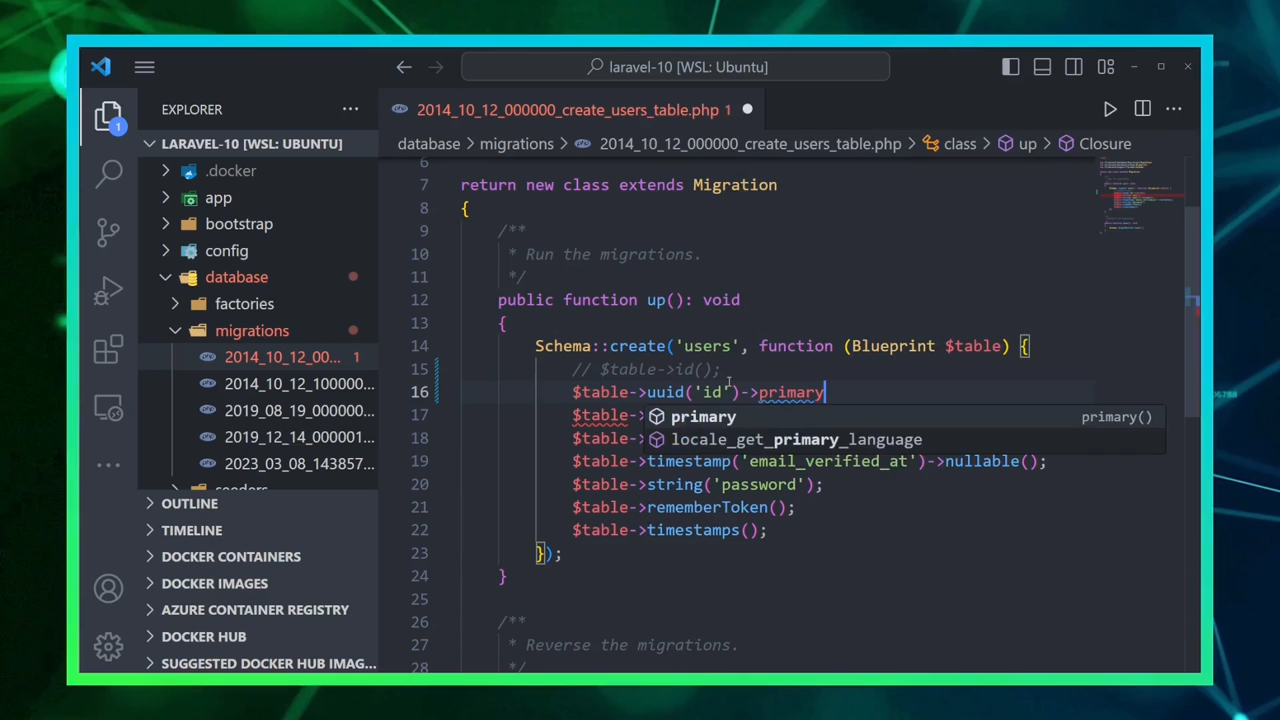 laravel-10 [WSL: Ubuntu]
EXPLORER
2014_10_12_000000_create_users_table.php 1
LARAVEL-10 [WSL: UBUNTU]
database > migrations > 2014_10_12_000000_create_users_table.php > class > up > Closure
1
.docker
app
bootstrap
config
database
factories
migrations
2014_10_12_00... 1
2014_10_12_100000...
2019_08_19_000000...
2019_12_14_000001...
2023_03_08_143857...
seeders
OUTLINE
TIMELINE
DOCKER CONTAINERS
DOCKER IMAGES
AZURE CONTAINER REGISTRY
DOCKER HUB
SUGGESTED DOCKER HUB IMAG...
6
7 return new class extends Migration
8 {
9 /**
10 * Run the migrations.
11 */
12 public function up(): void
13 {
14 Schema::create('users', function (Blueprint $table) {
15 // $table->id();
16 $table->uuid('id')->primary
17 $table->
18 $table->
primary primary()
locale_get_primary_language
19 $table->timestamp('email_verified_at')->nullable();
20 $table->string('password');
21 $table->rememberToken();
22 $table->timestamps();
23 });
24 }
25
26 /**
27 * Reverse the migrations.
28 */